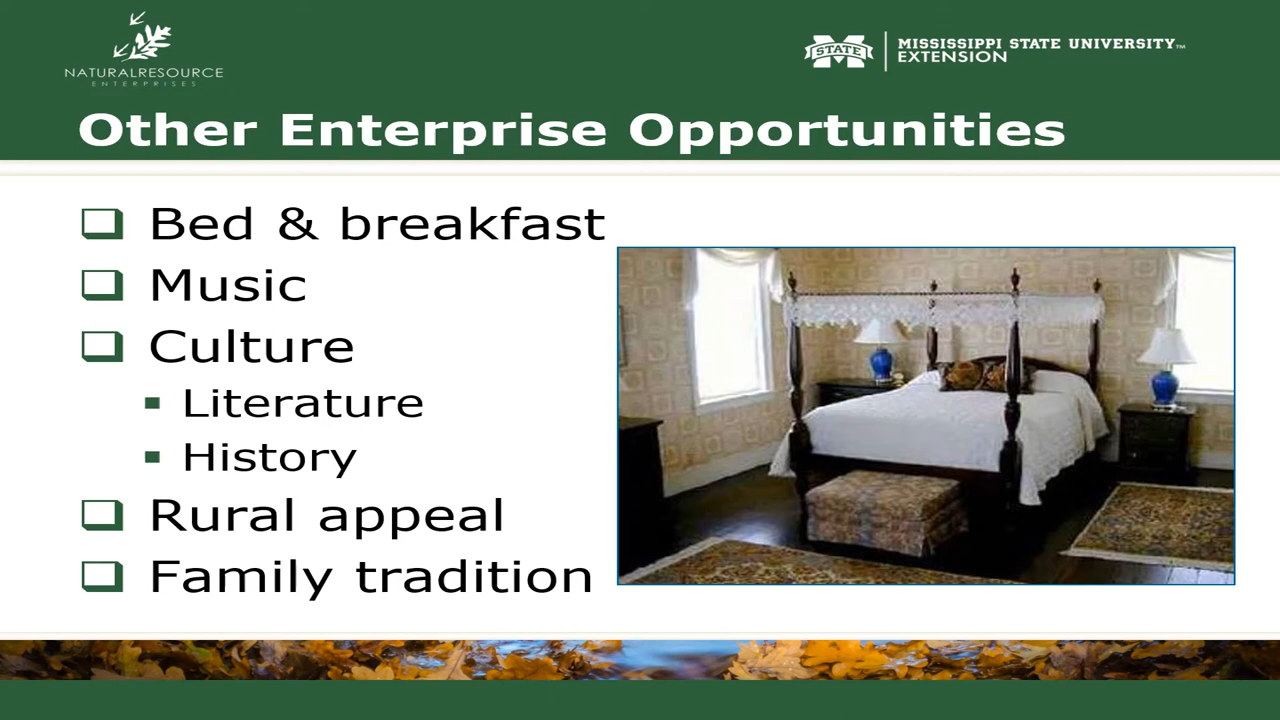 NATURALRESOURCE
ENTERPRISES
STATE
MISSISSIPPI STATE UNIVERSITY™
EXTENSION
Other Enterprise Opportunities
Bed & breakfast
Music
Culture
Literature
History
Rural appeal
Family tradition